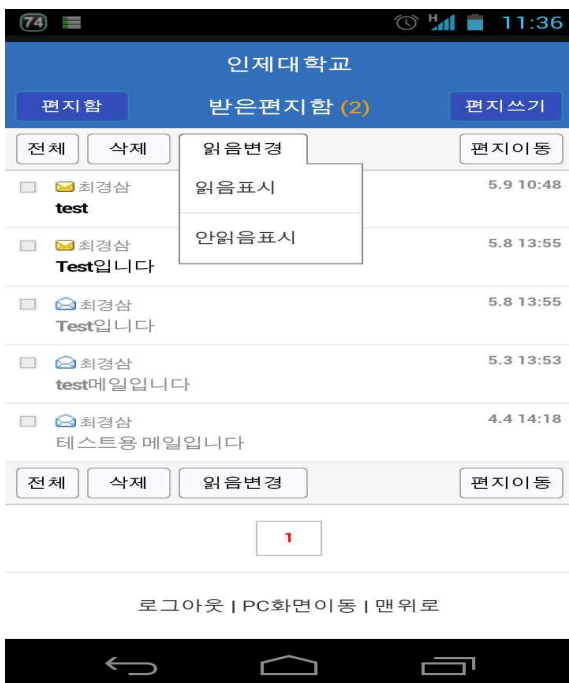 74 H 11:36
인제대학교
편지함 받은편지함 (2) 편지쓰기
전체 삭제 읽음변경 편지이동
읽음표시
안읽음표시
최경삼 5.9 10:48
test
최경삼 5.8 13:55
Test입니다
최경삼 5.8 13:55
Test입니다
최경삼 5.3 13:53
test메일입니다
최경삼 4.4 14:18
테스트용 메일입니다
전체 삭제 읽음변경 편지이동
1
로그아웃 | PC화면이동 | 맨위로